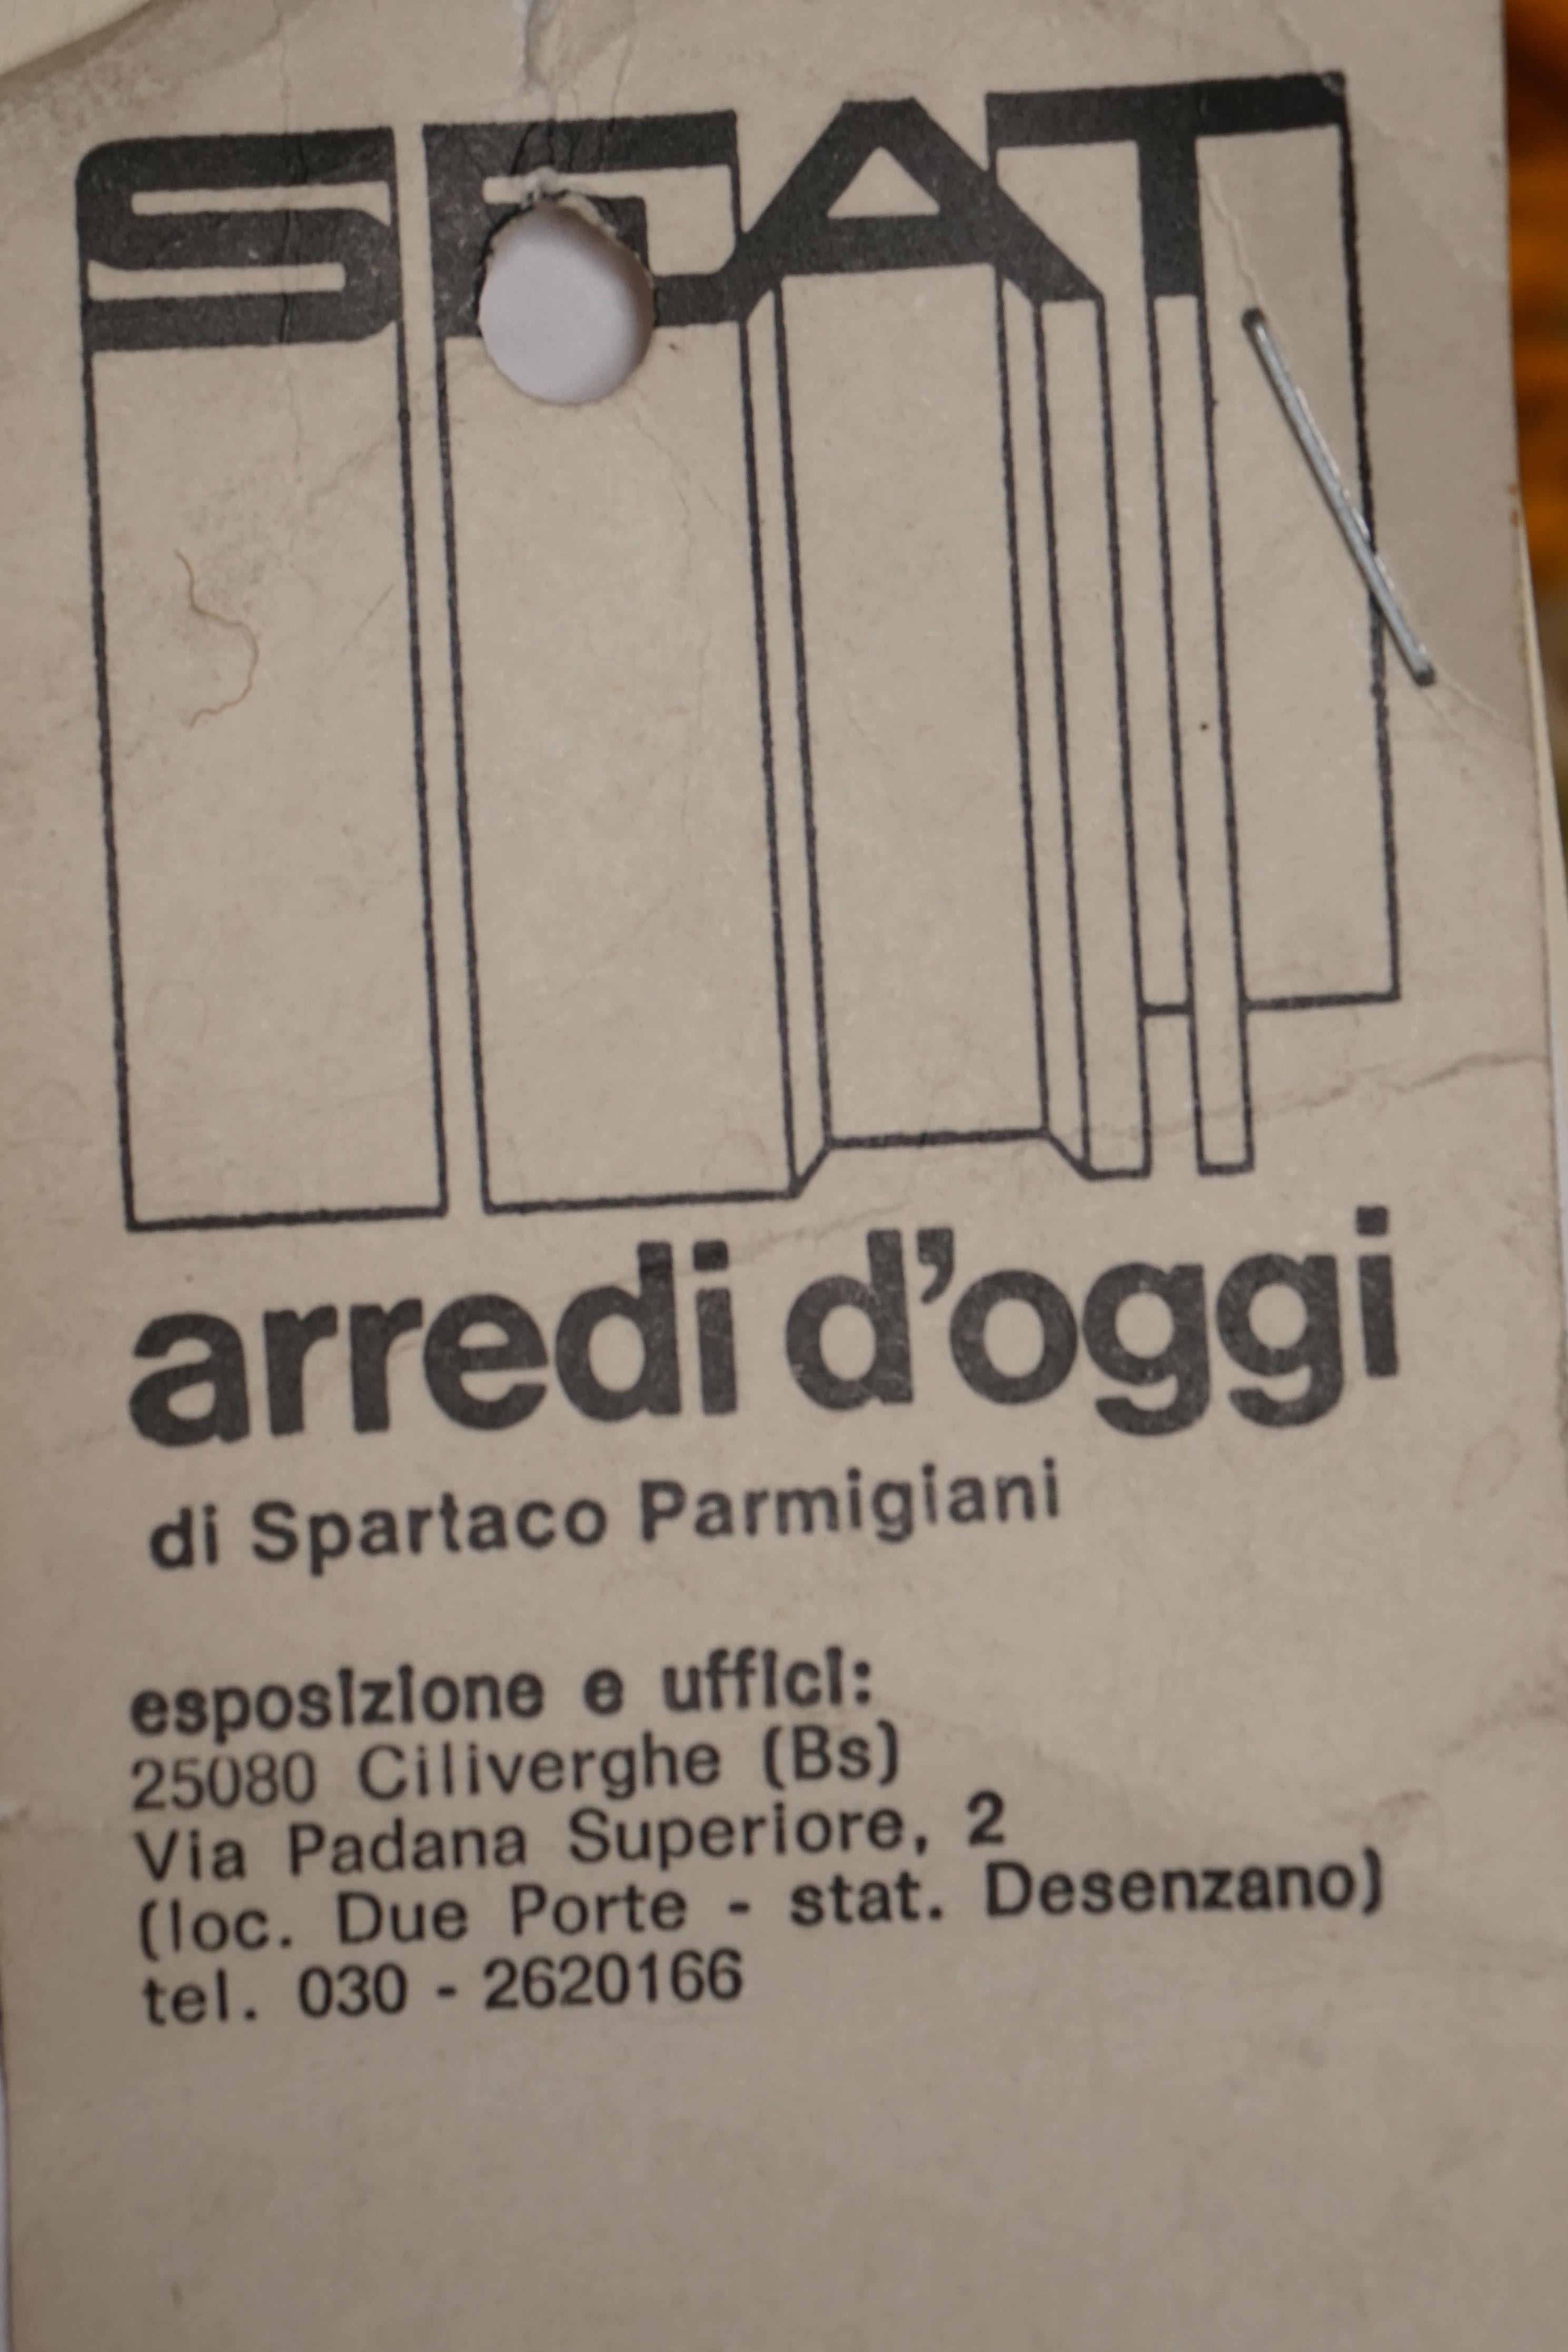 SEAT
arredi d'oggi
di Spartaco Parmigiani
esposizione e uffici:
25080 Ciliverghe (Bs)
Via Padana Superiore, 2
(loc. Due Porte - stat. Desenzano)
tel. 030 - 2620166